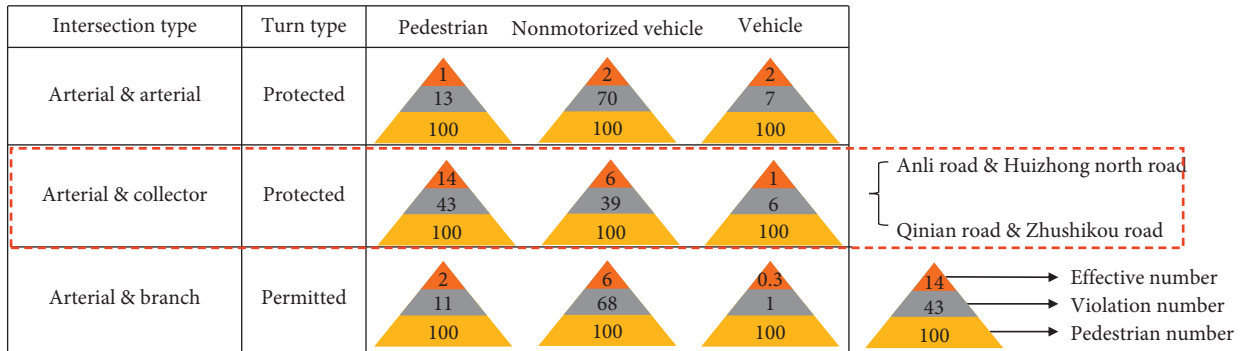 Intersection type Turn type Pedestrian Nonmotorized vehicle Vehicle
1 2 2
Arterial & arterial Protected 13 70 7
100 100 100
14 6 1
Anli road & Huizhong north road
Arterial & collector Protected 43 39 6
100 100 100
Qinian road & Zhushikou road
2 6 0.3
14 Effective number
Arterial & branch Permitted 11 68 1
43 Violation number
100 100 100
100 Pedestrian number